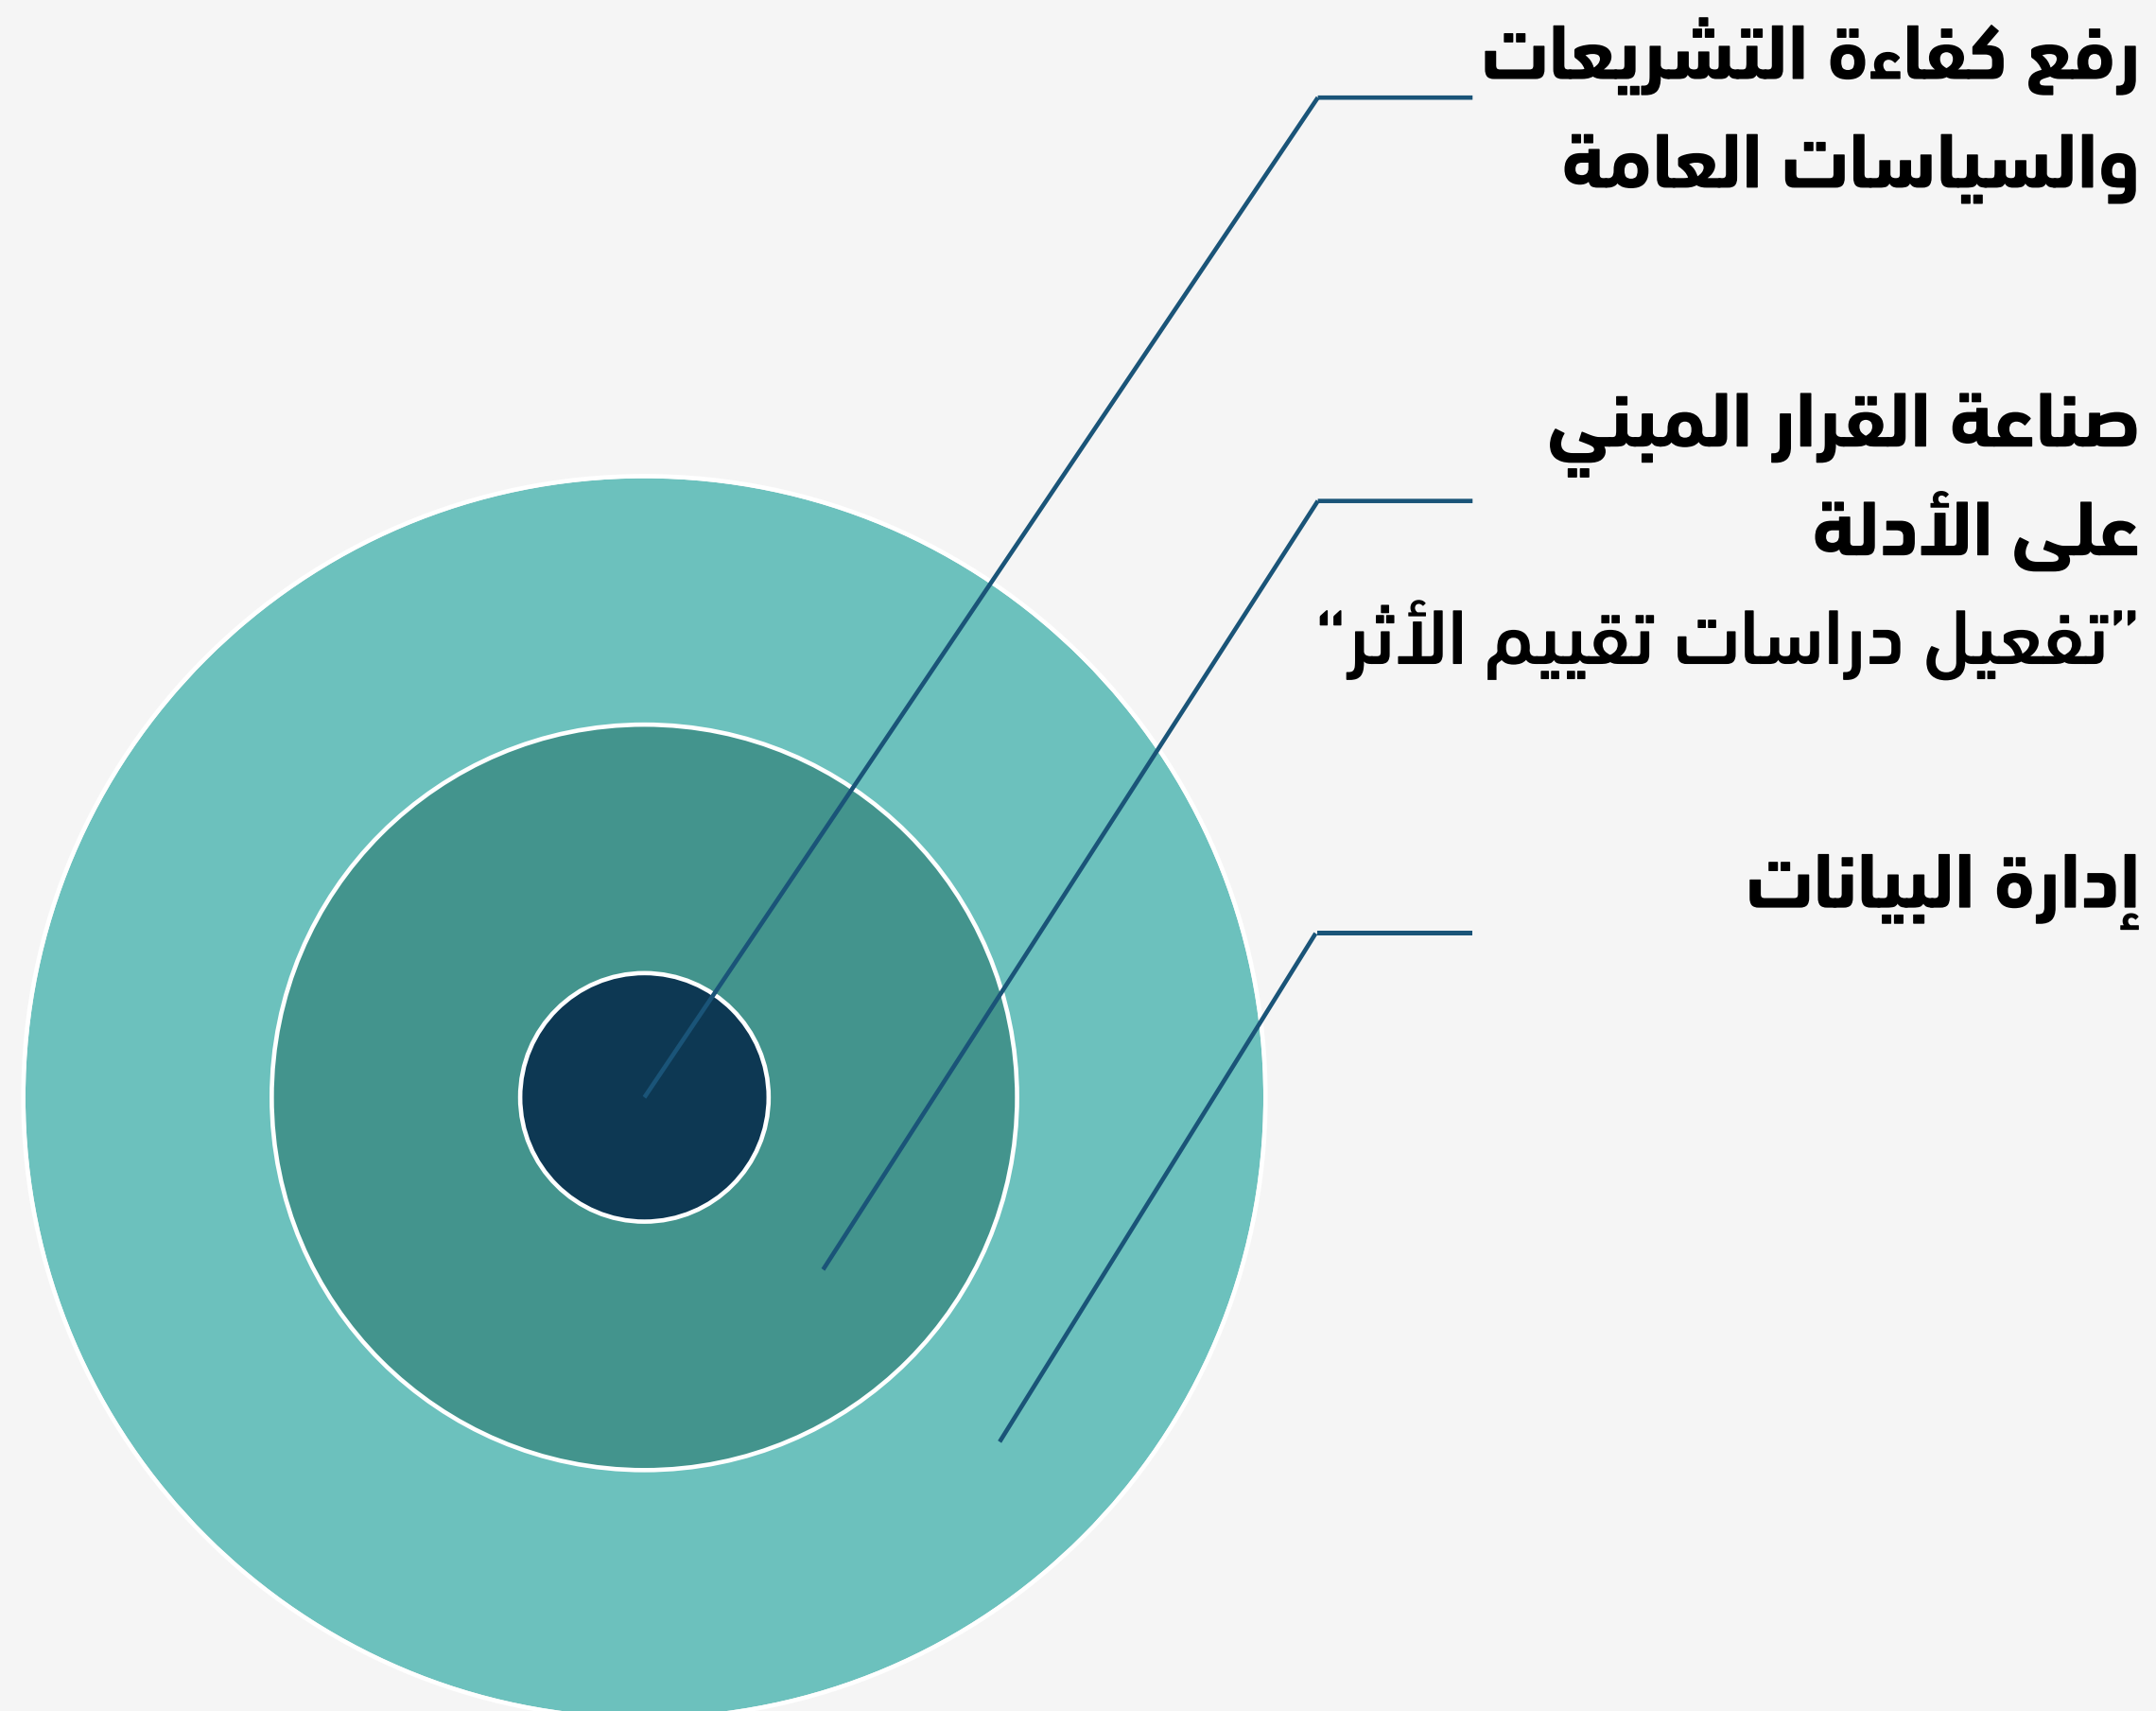 رفع كفاءة التشريعات
والسياسات العامة
صناعة القرار المبني
على الأدلة
”تفعيل دراسات تقييم الأثر“
إدارة البيانات